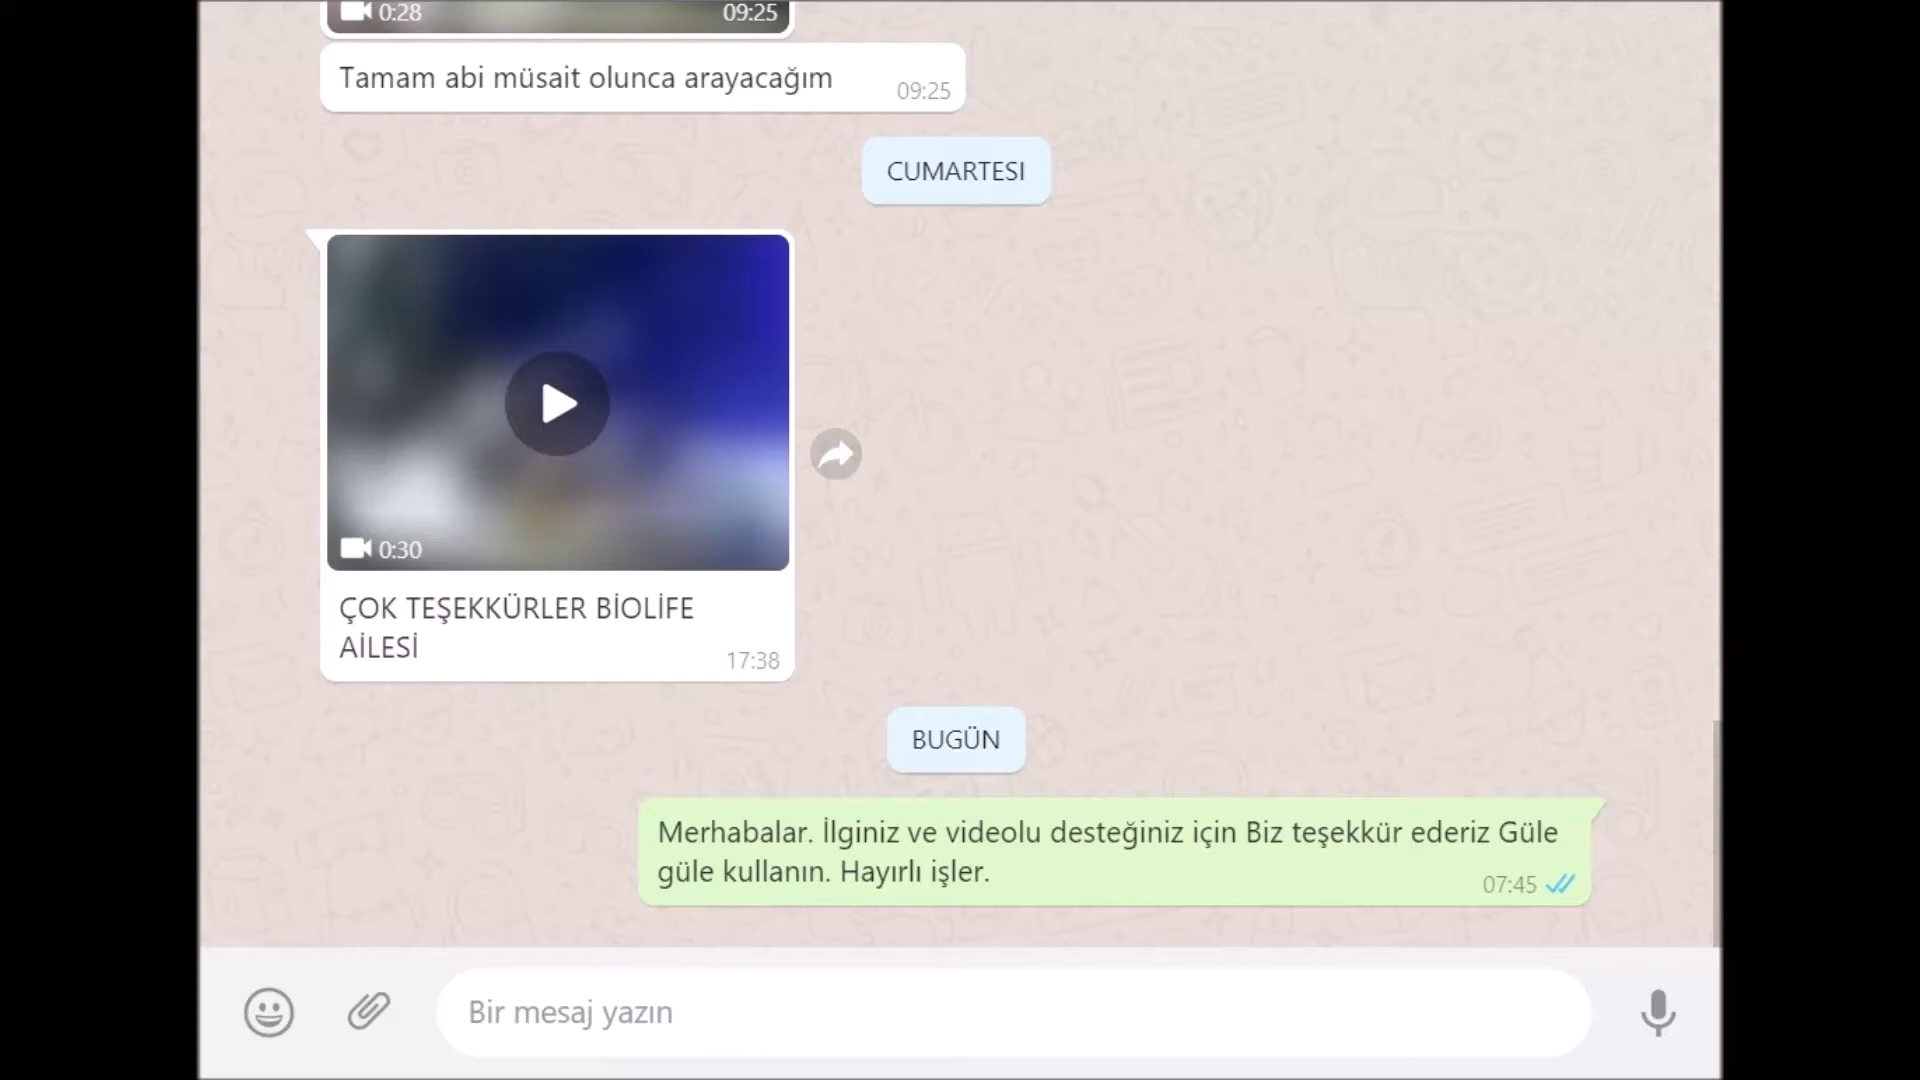 0:28 09:25
Tamam abi müsait olunca arayacağım 09:25
CUMARTESI
0:30
ÇOK TEŞEKKÜRLER BİOLİFE
AİLESİ 17:38
BUGÜN
Merhabalar. İlginiz ve videolu desteğiniz için Biz teşekkür ederiz Güle
güle kullanın. Hayırlı işler. 07:45
Bir mesaj yazın